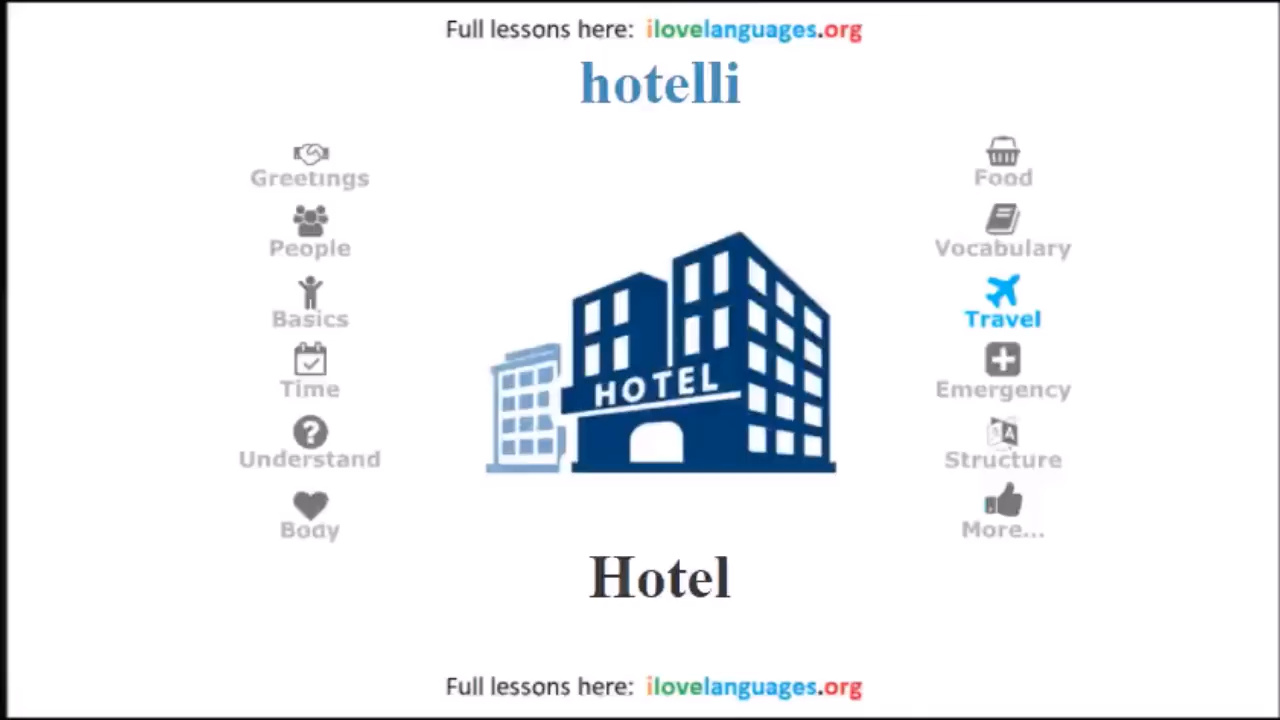 Full lessons here: ilovelanguages.org
hotelli
Greetings
People
Basics
Time
Understand
Body
HOTEL
Food
Vocabulary
Travel
Emergency
Structure
More...
Hotel
Full lessons here: ilovelanguages.org